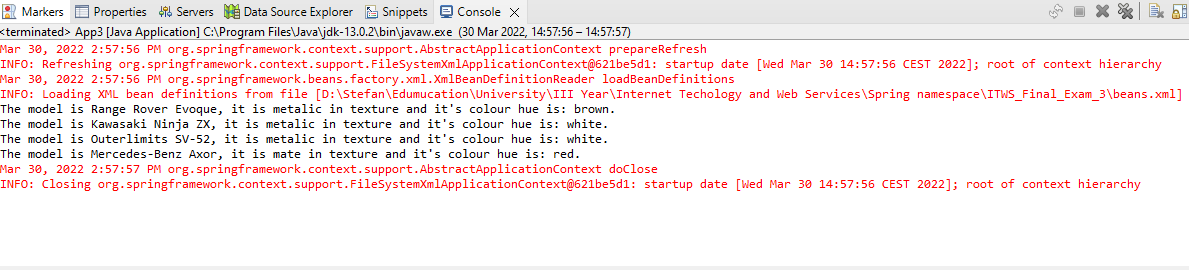 Markers Properties Servers Data Source Explorer Snippets Console
<terminated> App3 [Java Application] C:\Program Files\Java\jdk-13.0.2\bin\javaw.exe (30 Mar 2022, 14:57:56 – 14:57:57)
Mar 30, 2022 2:57:56 PM org.springframework.context.support.AbstractApplicationContext prepareRefresh
INFO: Refreshing org.springframework.context.support.FileSystemXmlApplicationContext@621be5d1: startup date [Wed Mar 30 14:57:56 CEST 2022]; root of context hierarchy
Mar 30, 2022 2:57:56 PM org.springframework.beans.factory.xml.XmlBeanDefinitionReader loadBeanDefinitions
INFO: Loading XML bean definitions from file [D:\Stefan\Edumucation\University\III Year\Internet Techology and Web Services\Spring namespace\ITWS_Final_Exam_3\beans.xml]
The model is Range Rover Evoque, it is metalic in texture and it's colour hue is: brown.
The model is Kawasaki Ninja ZX, it is metalic in texture and it's colour hue is: white.
The model is Outerlimits SV-52, it is metalic in texture and it's colour hue is: white.
The model is Mercedes-Benz Axor, it is mate in texture and it's colour hue is: red.
Mar 30, 2022 2:57:57 PM org.springframework.context.support.AbstractApplicationContext doClose
INFO: Closing org.springframework.context.support.FileSystemXmlApplicationContext@621be5d1: startup date [Wed Mar 30 14:57:56 CEST 2022]; root of context hierarchy